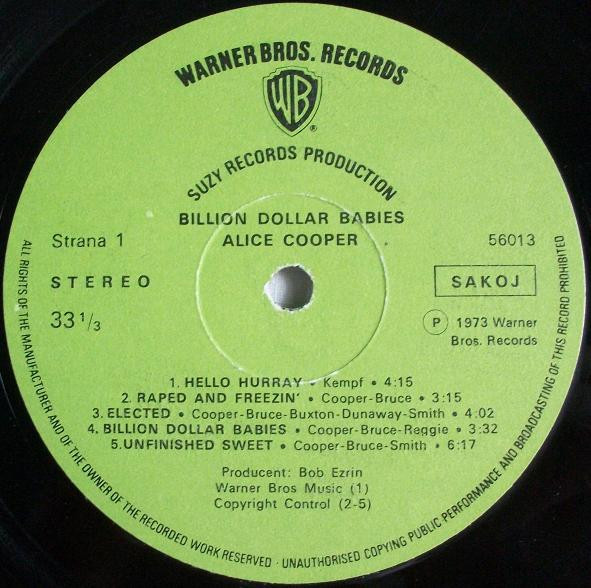 WARNER BROS. RECORDS
WB
®
SUZY RECORDS PRODUCTION
BILLION DOLLAR BABIES
ALICE COOPER
Strana 1
56013
STEREO
SAKOJ
33 1/3
P 1973 Warner
Bros. Records
1. HELLO HURRAY • Kempf • 4:15
2. RAPED AND FREEZIN' • Cooper-Bruce • 3:15
3. ELECTED • Cooper-Bruce-Buxton-Dunaway-Smith • 4:02
4. BILLION DOLLAR BABIES • Cooper-Bruce-Reggie • 3:32
5. UNFINISHED SWEET • Cooper-Bruce-Smith • 6:17
Producent: Bob Ezrin
Warner Bros Music (1)
Copyright Control (2-5)
ALL RIGHTS OF THE MANUFACTURER AND OF THE OWNER OF THE RECORDED WORK RESERVED · UNAUTHORISED COPYING PUBLIC PERFORMANCE AND BROADCASTING OF THIS RECORD PROHIBITED